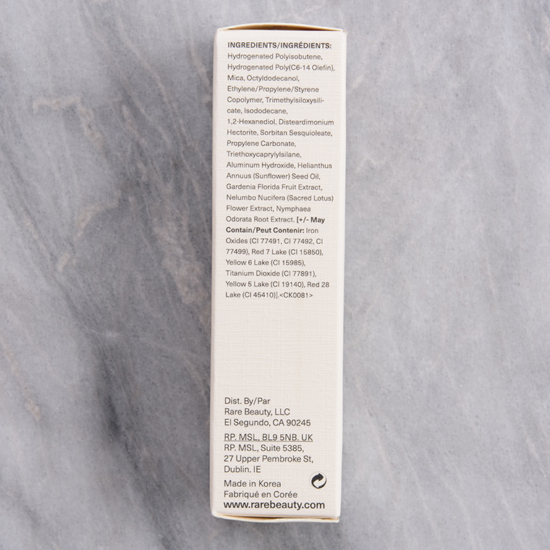 INGREDIENTS/INGRÉDIENTS:
Hydrogenated Polyisobutene,
Hydrogenated Poly(C6-14 Olefin),
Mica, Octyldodecanol,
Ethylene/Propylene/Styrene
Copolymer, Trimethylsiloxysili-
cate, Isododecane,
1,2-Hexanediol, Disteardimonium
Hectorite, Sorbitan Sesquioleate,
Propylene Carbonate,
Triethoxycaprylylsilane,
Aluminum Hydroxide, Helianthus
Annuus (Sunflower) Seed Oil,
Gardenia Florida Fruit Extract,
Nelumbo Nucifera (Sacred Lotus)
Flower Extract, Nymphaea
Odorata Root Extract. [+/- May
Contain/Peut Contenir: Iron
Oxides (CI 77491, CI 77492, CI
77499), Red 7 Lake (CI 15850),
Yellow 6 Lake (CI 15985),
Titanium Dioxide (CI 77891),
Yellow 5 Lake (CI 19140), Red 28
Lake (CI 45410)].<CK0081>
Dist. By/Par
Rare Beauty, LLC
El Segundo, CA 90245
RP. MSL, BL9 5NB. UK
RP. MSL, Suite 5385,
27 Upper Pembroke St,
Dublin. IE
Made in Korea
Fabriqué en Corée
www.rarebeauty.com